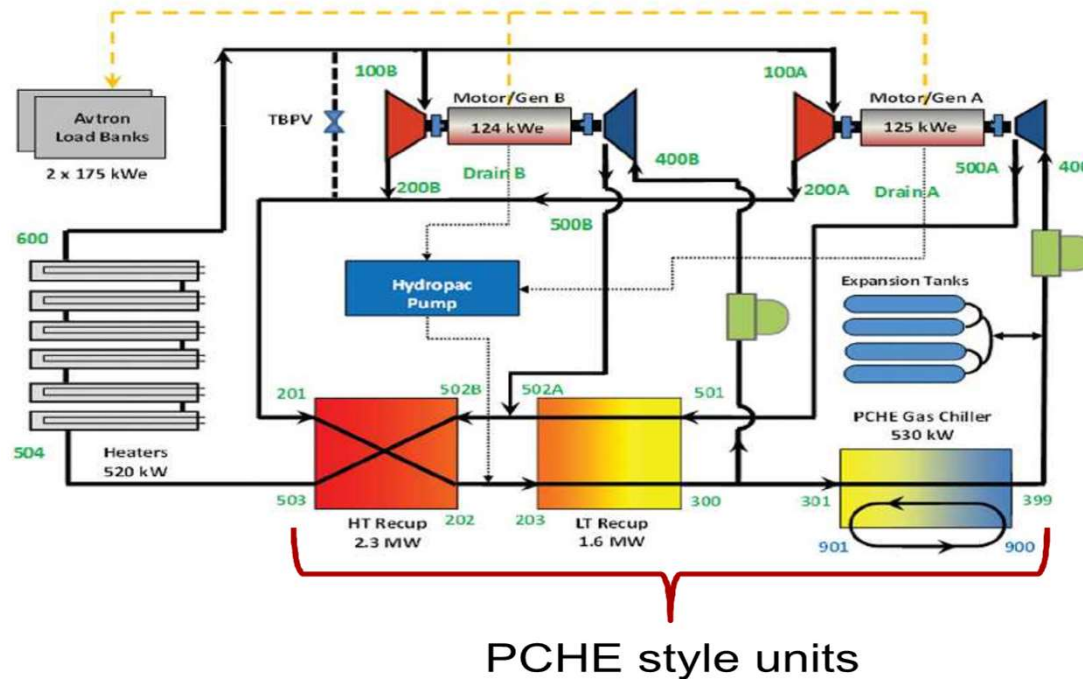 100B
100A
Motor/Gen B
Motor/Gen A
Avtron
Load Banks
2 x 175 kWe
TBPV
124 kWe
125 kWe
400B
500A
400
Drain B
Drain A
200B
200A
500B
600
Hydropac
Pump
Expansion Tanks
201
502B
502A
501
PCHE Gas Chiller
530 kW
504
Heaters
520 kW
503
202
203
300
301
399
HT Recup
2.3 MW
LT Recup
1.6 MW
901
900
PCHE style units